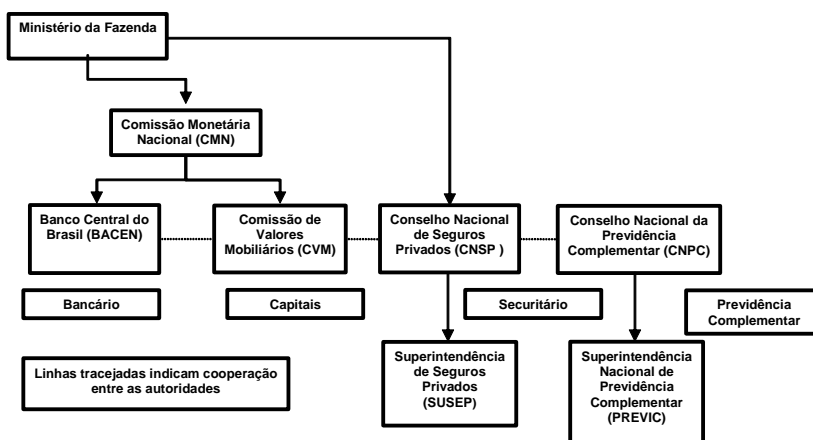 Ministério da Fazenda
Comissão Monetária
Nacional (CMN)
Banco Central do
Brasil (BACEN)
Comissão de
Valores
Mobiliários (CVM)
Conselho Nacional
de Seguros
Privados (CNSP )
Conselho Nacional da
Previdência
Complementar (CNPC)
Bancário
Capitais
Securitário
Previdência
Complementar
Linhas tracejadas indicam cooperação
entre as autoridades
Superintendência
de Seguros
Privados
(SUSEP)
Superintendência
Nacional de
Previdência
Complementar
(PREVIC)